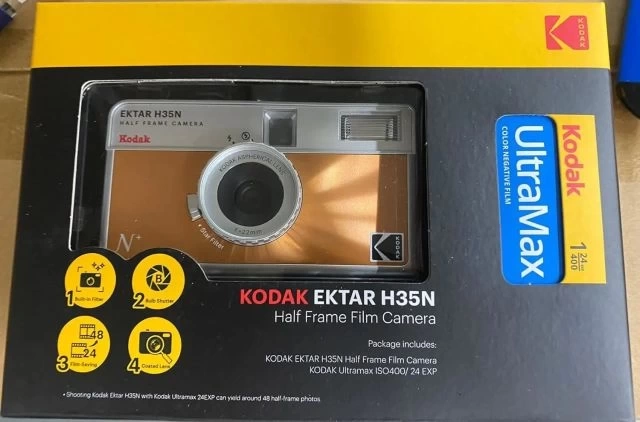 KODAK
EKTAR H35N
HALF FRAME CAMERA
Kodak
KODAK ASPHERICAL LENS
f=22mm
Star Filter
N+
KODAK
Kodak
UltraMax
COLOR NEGATIVE FILM
1 24 EXP
400
1 Built-in Filter
2 B Bulb Shutter
3 48 24 Film-Saving
4 Coated Lens
KODAK EKTAR H35N
Half Frame Film Camera
Package includes:
KODAK EKTAR H35N Half Frame Film Camera
KODAK Ultramax ISO400/ 24 EXP
• Shooting Kodak Ektar H35N with Kodak Ultramax 24EXP can yield around 48 half-frame photos